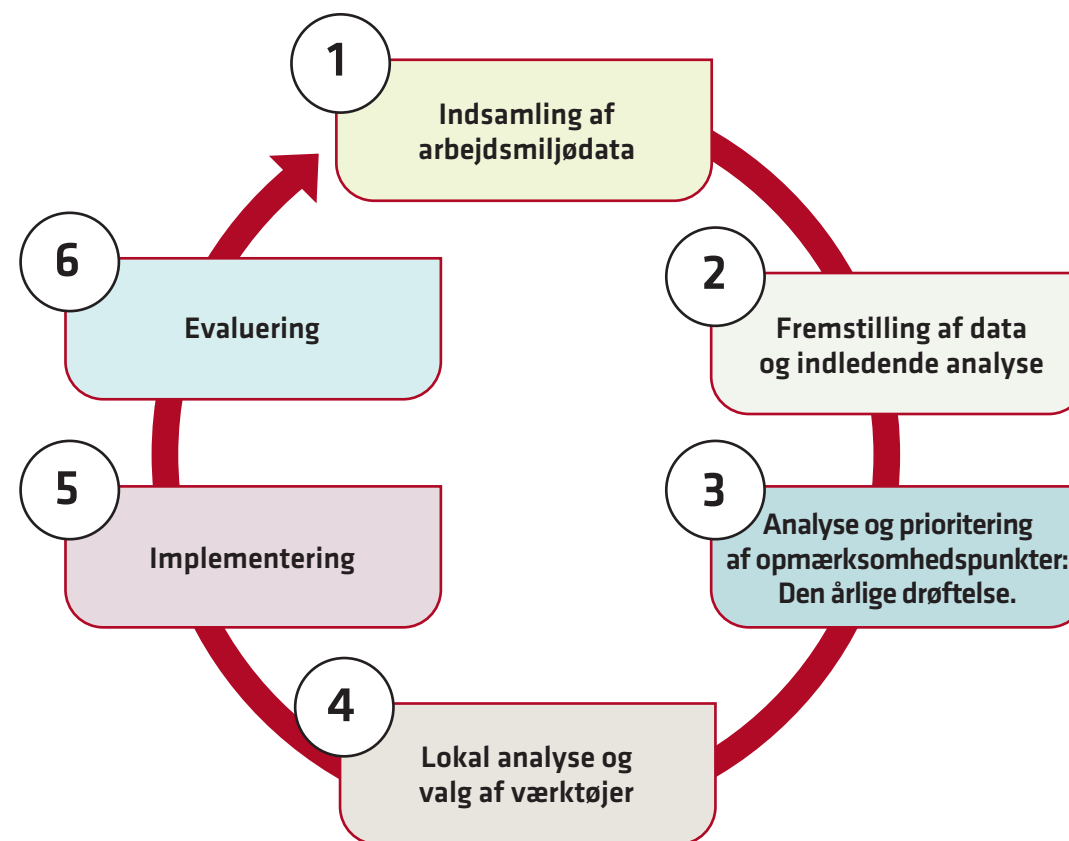 1
Indsamling af
arbejdsmiljødata
2
Fremstilling af data
og indledende analyse
3
Analyse og prioritering
af opmærksomhedspunkter:
Den årlige drøftelse.
4
Lokal analyse og
valg af værktøjer
5
Implementering
6
Evaluering